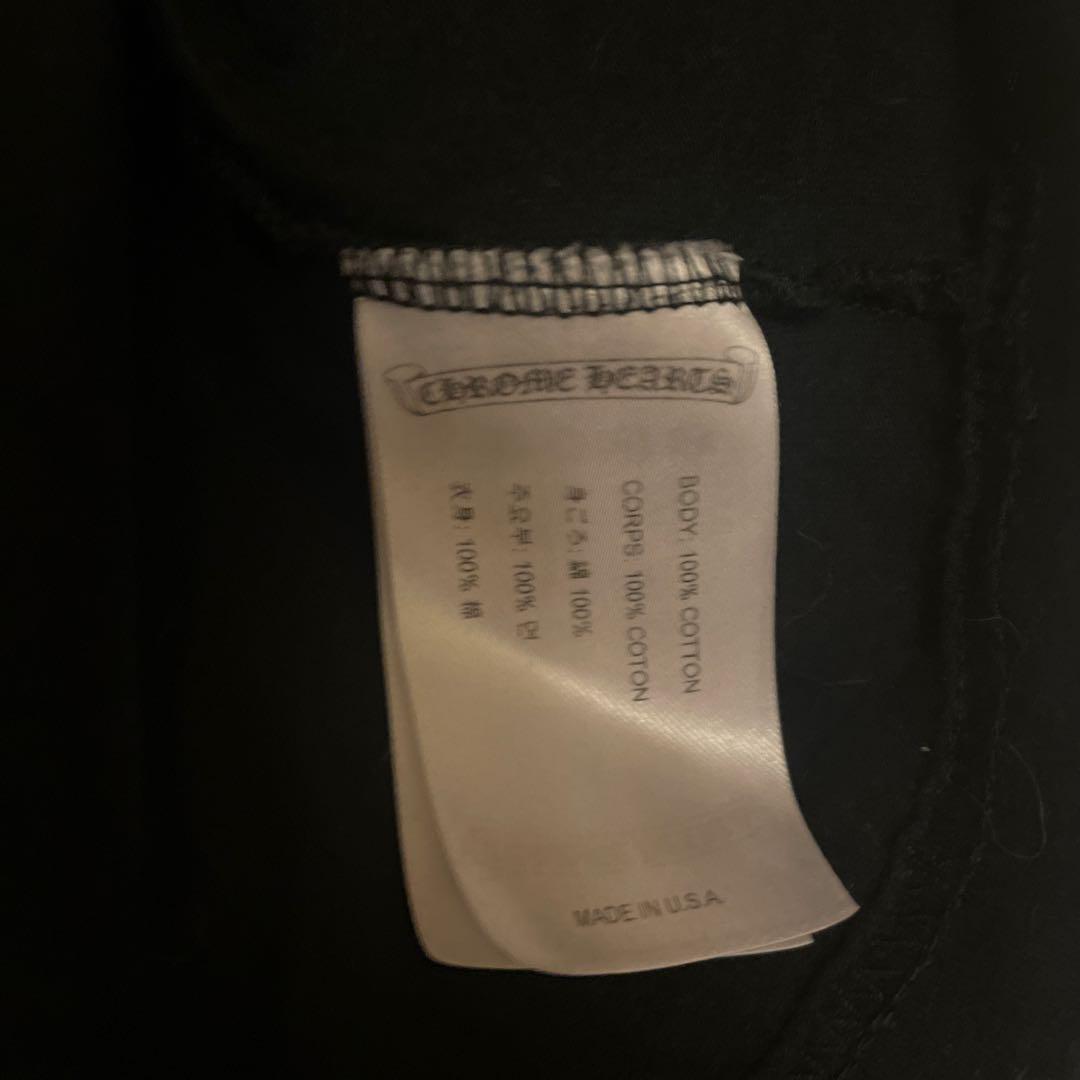 CHROME HEARTS
BODY: 100% COTTON
CORPS: 100% COTON
身ごろ: 綿 100%
주요부: 100% 면
衣身: 100% 棉
MADE IN U.S.A.